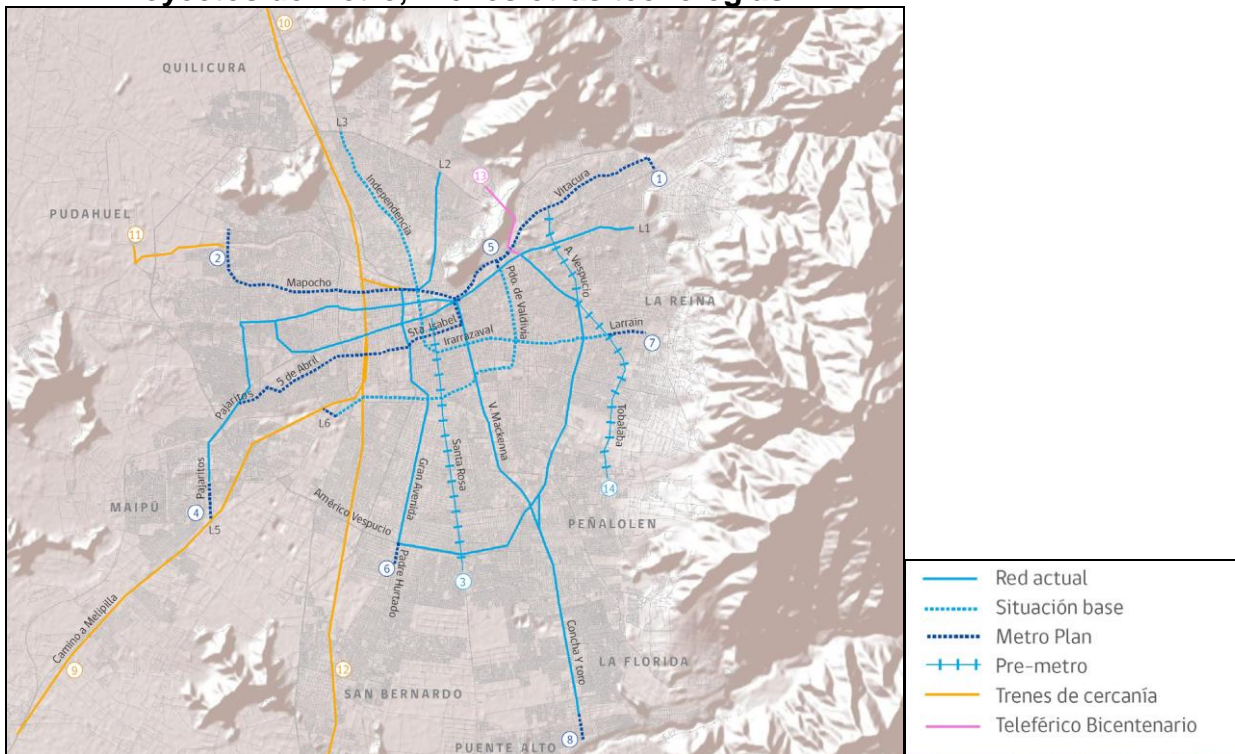 10
QUILICURA
L3
L2
13
Vitacura
1
Independencia
PUDAHUEL
11
L1
5
2
A. Vespucio
Mapocho
Pdo. de Valdivia
LA REINA
Sta. Isabel
Larraín
Irarrazaval
7
5 de Abril
Pajaritos
L6
V. Mackenna
Tobalaba
Santa Rosa
Gran Avenida
Pajaritos
14
MAIPÚ
4
Américo Vespucio
L5
PEÑALOLEN
6
Padre Hurtado
3
Camino a Melipilla
Concha Y toro
9
12
LA FLORIDA
SAN BERNARDO
8
PUENTE ALTO
Red actual
Situación base
Metro Plan
Pre-metro
Trenes de cercanía
Teleférico Bicentenario